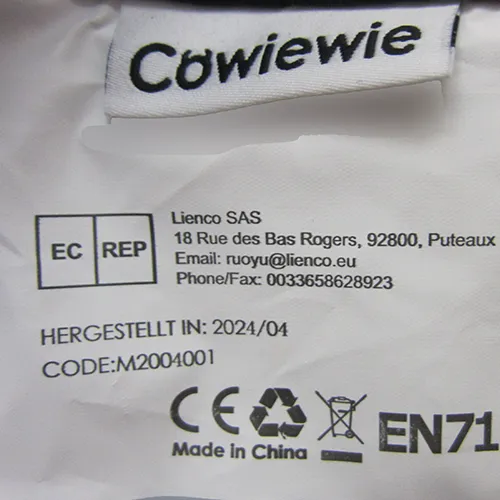 Cowiewie
EC REP
Lienco SAS
18 Rue des Bas Rogers, 92800, Puteaux
Email: ruoyu@lienco.eu
Phone/Fax: 0033658628923
HERGESTELLT IN: 2024/04
CODE:M2004001
CE EN71
Made in China